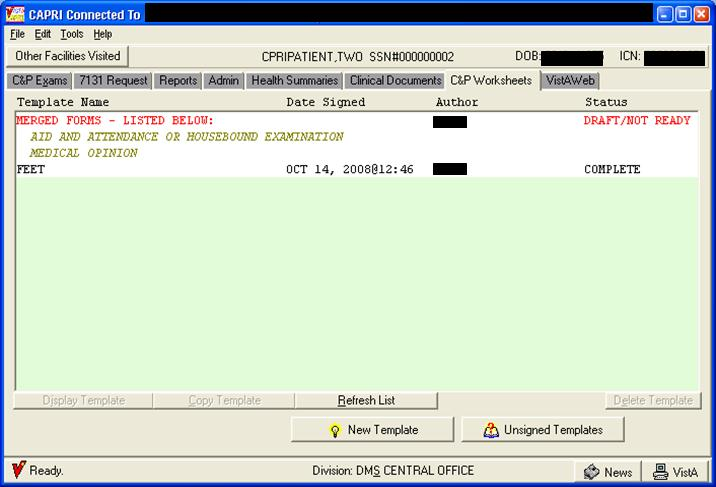 CAPRI Connected To
File Edit Tools Help
Other Facilities Visited CPRIPATIENT,TWO SSN#000000002 DOB: ICN:
C&P Exams 7131 Request Reports Admin Health Summaries Clinical Documents C&P Worksheets VistAWeb
Template Name Date Signed Author Status
MERGED FORMS - LISTED BELOW: DRAFT/NOT READY
AID AND ATTENDANCE OR HOUSEBOUND EXAMINATION
MEDICAL OPINION
FEET OCT 14, 2008@12:46 COMPLETE
Display Template Copy Template Refresh List Delete Template
New Template Unsigned Templates
Ready. Division: DMS CENTRAL OFFICE News VistA